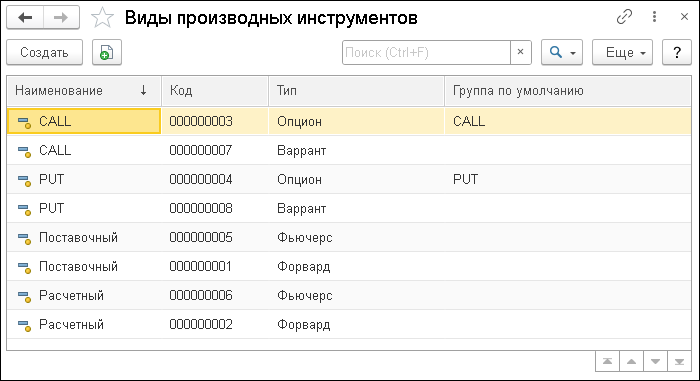 Виды производных инструментов
Создать Поиск (Ctrl+F) × Еще ?
Наименование ↓ Код Тип Группа по умолчанию
CALL 000000003 Опцион CALL
CALL 000000007 Варрант
PUT 000000004 Опцион PUT
PUT 000000008 Варрант
Поставочный 000000005 Фьючерс
Поставочный 000000001 Форвард
Расчетный 000000006 Фьючерс
Расчетный 000000002 Форвард